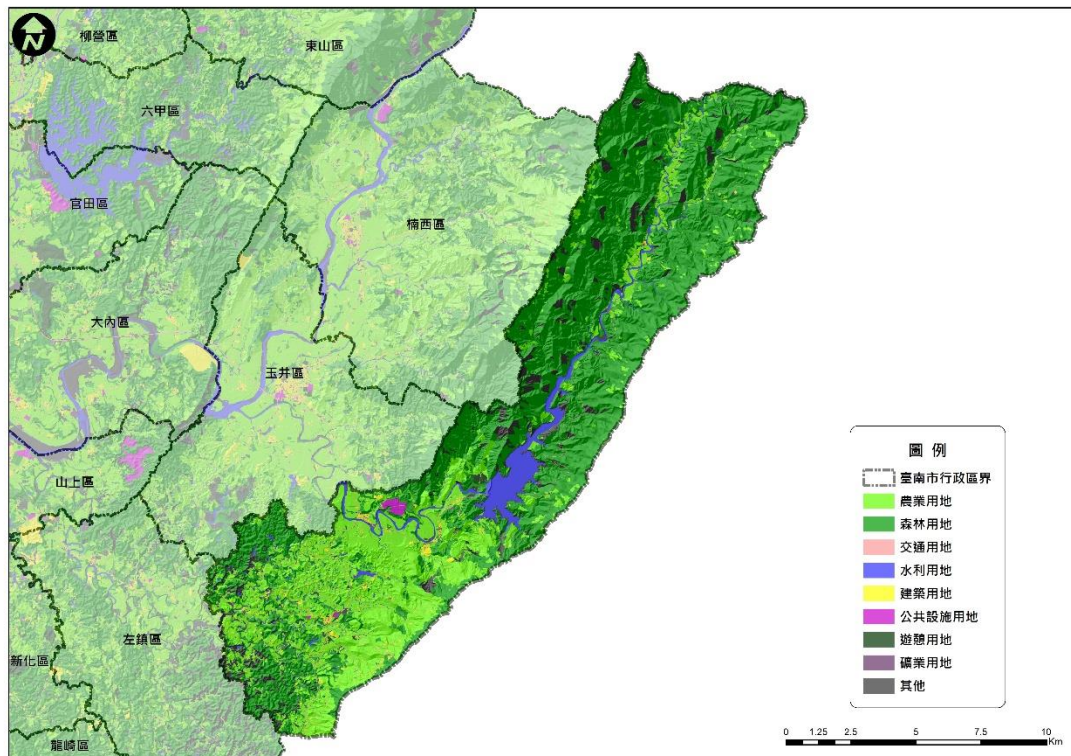 N
柳營區
東山區
六甲區
官田區
楠西區
大內區
玉井區
山上區
左鎮區
新化區
龍崎區
圖例
臺南市行政區界
農業用地
森林用地
交通用地
水利用地
建築用地
公共設施用地
遊憩用地
礦業用地
其他
0 1.25 2.5 5 7.5 10
Km